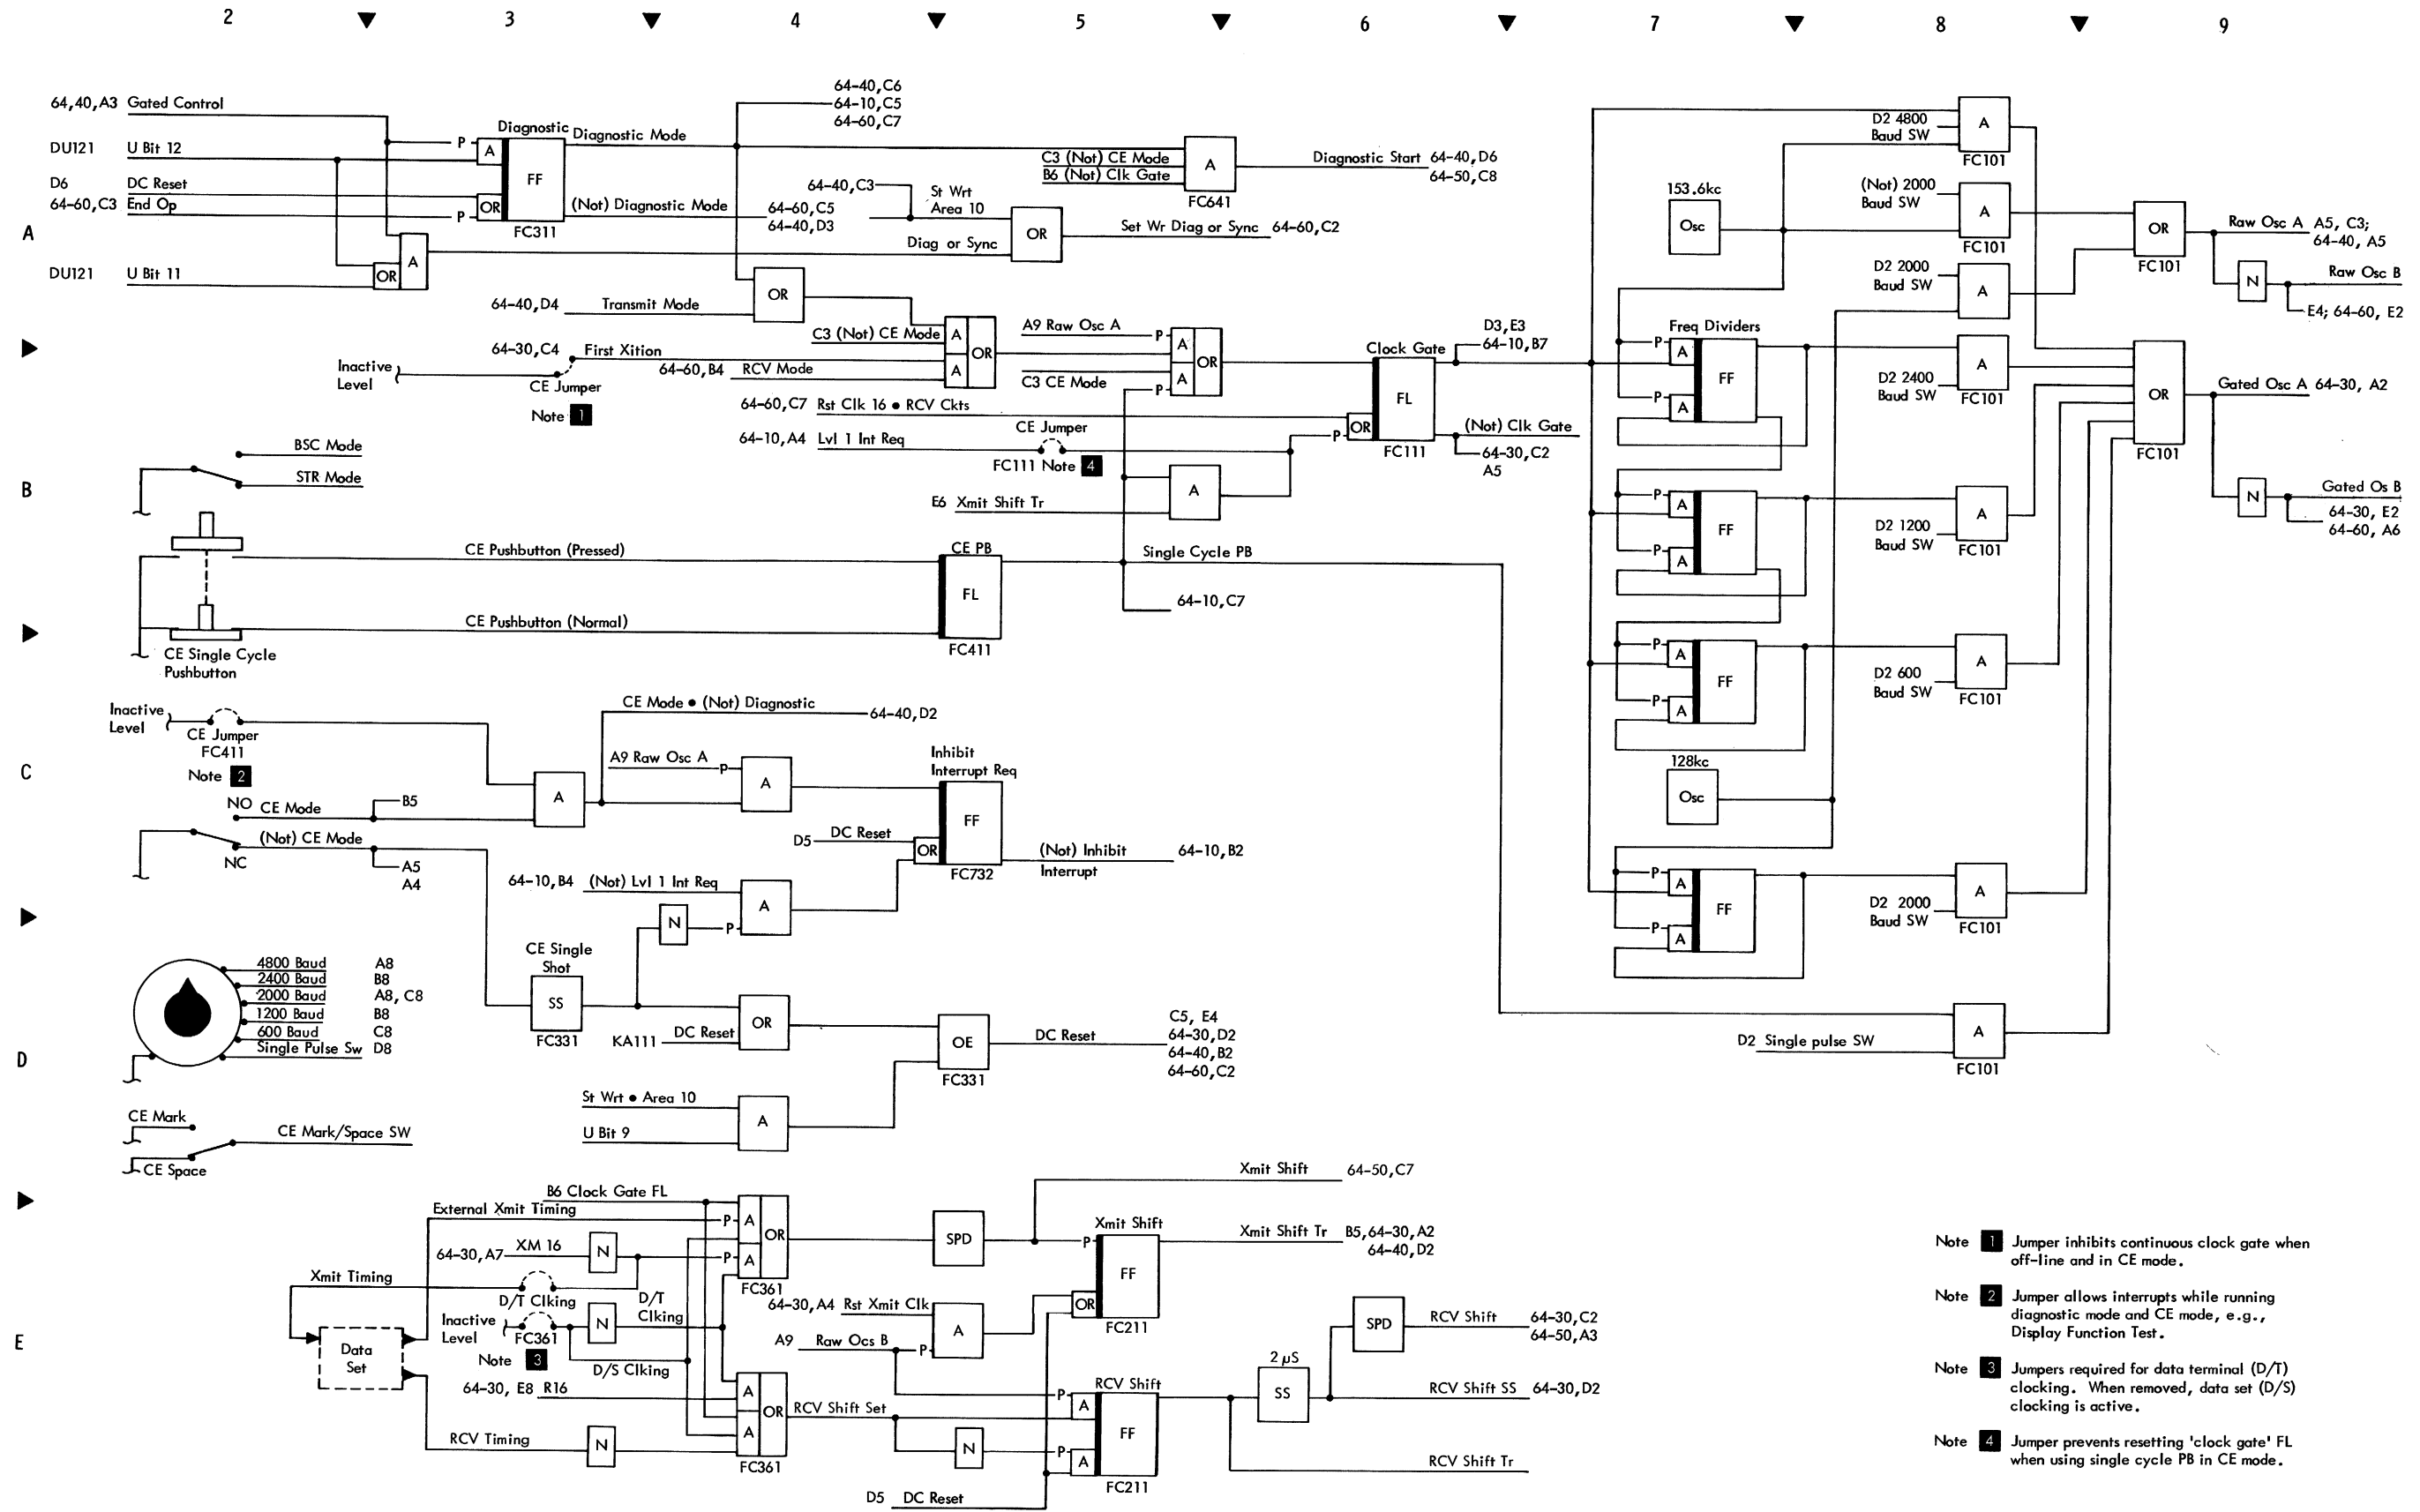 2 3 4 5 6 7 8 9
A
B
C
D
E
64,40,A3 Gated Control
DU121 U Bit 12
D6 DC Reset
64-60,C3 End Op
DU121 U Bit 11
P
A
OR
P
Diagnostic
FF
FC311
Diagnostic Mode
(Not) Diagnostic Mode
64-60,C5
64-40,D3
OR
A
64-40,C6
64-10,C5
64-60,C7
C3 (Not) CE Mode
B6 (Not) Clk Gate
A
FC641
Diagnostic Start 64-40,D6
64-50,C8
64-40,C3
St Wrt
Area 10
Diag or Sync
OR
Set Wr Diag or Sync 64-60,C2
64-40,D4 Transmit Mode
OR
C3 (Not) CE Mode
A
OR
A
64-30,C4 First Xition
Inactive
Level
CE Jumper
Note 1
64-60,B4 RCV Mode
A9 Raw Osc A
P
A
OR
A
P
C3 CE Mode
64-60,C7 Rst Clk 16 • RCV Ckts
64-10,A4 Lvl 1 Int Req
CE Jumper
FC111 Note 4
E6 Xmit Shift Tr
A
Clock Gate
FL
OR
P
FC111
D3,E3
64-10,B7
(Not) Clk Gate
64-30,C2
A5
BSC Mode
STR Mode
CE Pushbutton (Pressed)
CE Pushbutton (Normal)
CE Single Cycle
Pushbutton
CE PB
FL
FC411
Single Cycle PB
64-10,C7
153.6kc
Osc
Freq Dividers
P
A
FF
P
A
P
A
FF
P
A
P
A
FF
P
A
128kc
Osc
P
A
FF
P
A
D2 4800
Baud SW
A
FC101
(Not) 2000
Baud SW
A
FC101
D2 2000
Baud SW
A
D2 2400
Baud SW
A
FC101
D2 1200
Baud SW
A
FC101
D2 600
Baud SW
A
FC101
D2 2000
Baud SW
A
FC101
D2 Single pulse SW
A
FC101
OR
FC101
Raw Osc A A5, C3;
64-40, A5
N
Raw Osc B
E4; 64-60, E2
OR
FC101
Gated Osc A 64-30, A2
N
Gated Os B
64-30, E2
64-60, A6
Inactive
Level
CE Jumper
FC411
Note 2
NO CE Mode
B5
(Not) CE Mode
NC
A5
A4
A
CE Mode • (Not) Diagnostic
64-40,D2
A9 Raw Osc A
P
A
Inhibit
Interrupt Req
FF
OR
FC732
D5 DC Reset
(Not) Inhibit
Interrupt
64-10,B2
64-10,B4 (Not) Lvl 1 Int Req
N
P
A
4800 Baud A8
2400 Baud B8
2000 Baud A8, C8
1200 Baud B8
600 Baud C8
Single Pulse Sw D8
CE Single
Shot
SS
FC331
KA111 DC Reset
OR
OE
FC331
DC Reset
C5, E4
64-30,D2
64-40,B2
64-60,C2
St Wrt • Area 10
U Bit 9
A
CE Mark
CE Mark/Space SW
CE Space
B6 Clock Gate FL
External Xmit Timing
P
A
OR
P
A
FC361
64-30,A7 XM 16
N
Xmit Timing
D/T Clking
D/T
Clking
Inactive
Level
FC361
N
Note 3
D/S Clking
Data
Set
64-30, E8 R16
RCV Timing
N
A
OR
A
FC361
RCV Shift Set
SPD
Xmit Shift 64-50,C7
Xmit Shift
P
FF
OR
FC211
Xmit Shift Tr B5,64-30,A2
64-40,D2
64-30,A4 Rst Xmit Clk
A9 Raw Ocs B
P
A
RCV Shift
P
A
FF
N
P
A
FC211
D5 DC Reset
2 µS
SS
SPD
RCV Shift 64-30,C2
64-50,A3
RCV Shift SS 64-30,D2
RCV Shift Tr
Note 1 Jumper inhibits continuous clock gate when
off-line and in CE mode.
Note 2 Jumper allows interrupts while running
diagnostic mode and CE mode, e.g.,
Display Function Test.
Note 3 Jumpers required for data terminal (D/T)
clocking. When removed, data set (D/S)
clocking is active.
Note 4 Jumper prevents resetting 'clock gate' FL
when using single cycle PB in CE mode.